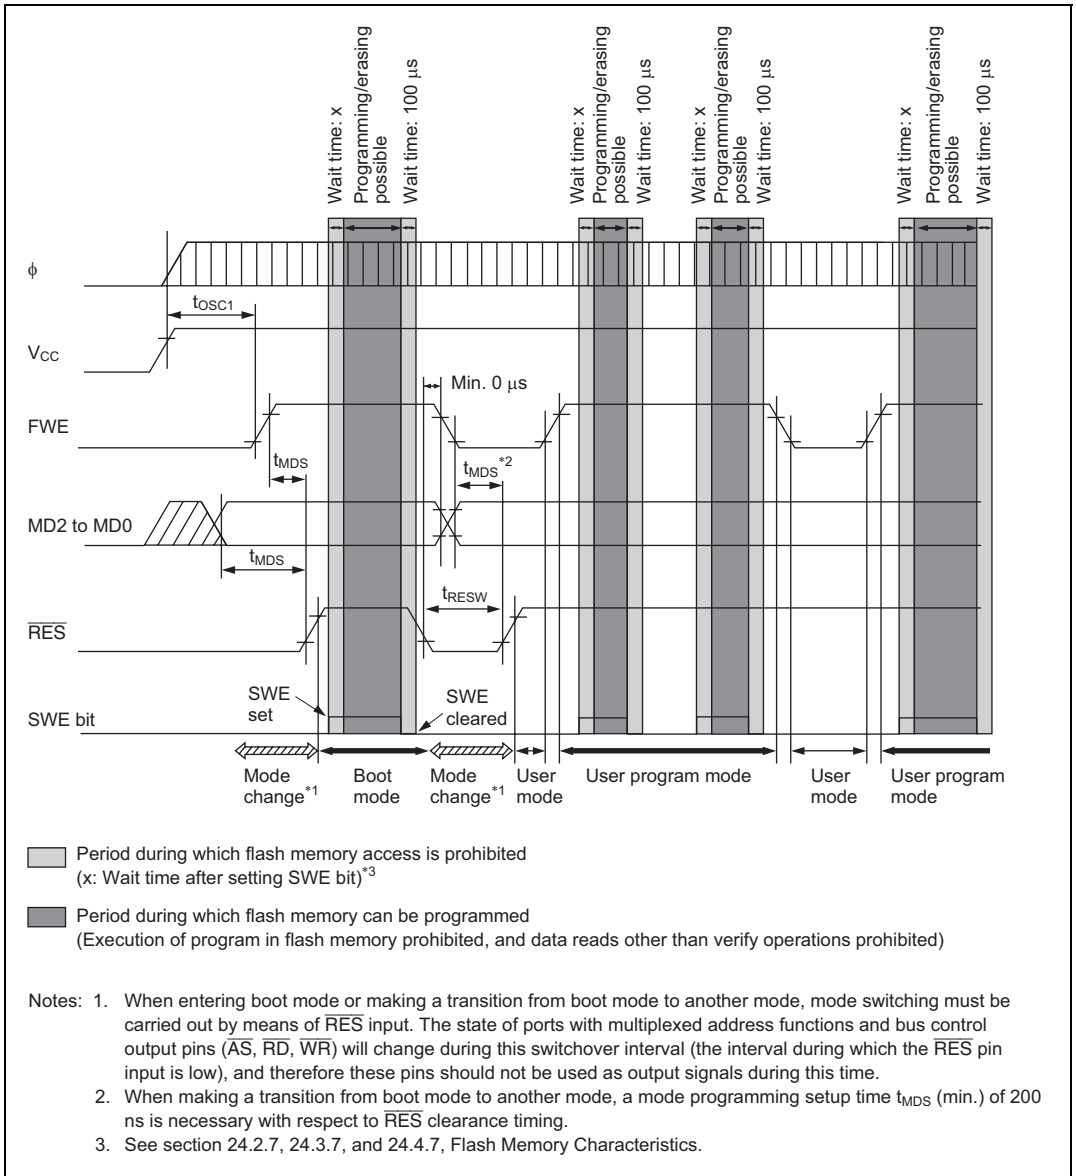 Wait time: x
Programming/erasing
possible
Wait time: 100 μs
Wait time: x
Programming/erasing
possible
Wait time: 100 μs
Wait time: x
Programming/erasing
possible
Wait time: 100 μs
Wait time: x
Programming/erasing
possible
Wait time: 100 μs
ϕ
tOSC1
VCC
Min. 0 μs
FWE
tMDS
tMDS*2
MD2 to MD0
tMDS
tRESW
RES
SWE
set
SWE
cleared
SWE bit
Mode
change*1
Boot
mode
Mode
change*1
User
mode
User program mode
User
mode
User program
mode
Period during which flash memory access is prohibited
(x: Wait time after setting SWE bit)*3
Period during which flash memory can be programmed
(Execution of program in flash memory prohibited, and data reads other than verify operations prohibited)
Notes: 1. When entering boot mode or making a transition from boot mode to another mode, mode switching must be
carried out by means of RES input. The state of ports with multiplexed address functions and bus control
output pins (AS, RD, WR) will change during this switchover interval (the interval during which the RES pin
input is low), and therefore these pins should not be used as output signals during this time.
2. When making a transition from boot mode to another mode, a mode programming setup time tMDS (min.) of 200
ns is necessary with respect to RES clearance timing.
3. See section 24.2.7, 24.3.7, and 24.4.7, Flash Memory Characteristics.